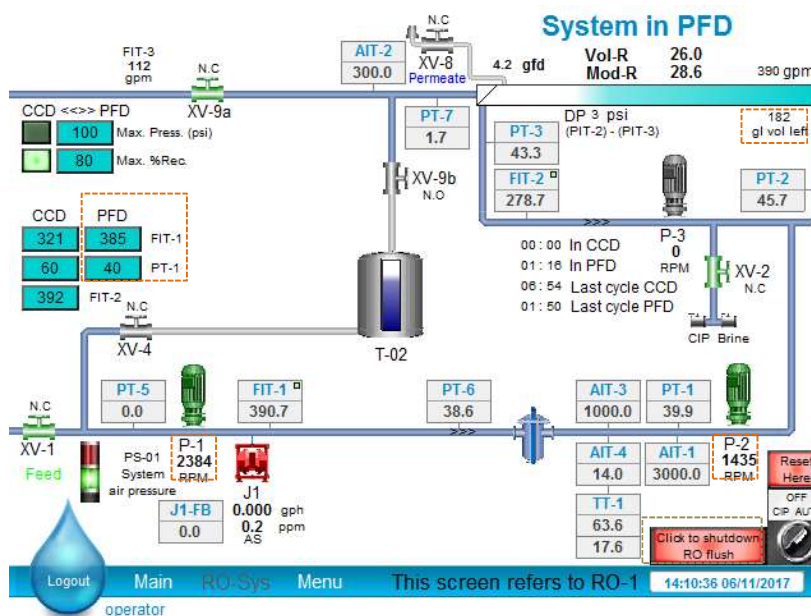 System in PFD
FIT-3
112
gpm
N.C
XV-9a
AIT-2
300.0
N.C
XV-8
Permeate
4.2 gfd
Vol-R 26.0
Mod-R 28.6
390 gpm
CCD <<>> PFD
100 Max. Press. (psi)
80 Max. %Rec.
PT-7
1.7
DP 3 psi
(PIT-2) - (PIT-3)
182
gl vol left
PT-3
43.3
FIT-2
278.7
PT-2
45.7
XV-9b
N.O
CCD PFD
321 385 FIT-1
60 40 PT-1
392 FIT-2
>>>
P-3
0
RPM
00 : 00 In CCD
01 : 16 In PFD
06 : 54 Last cycle CCD
01 : 50 Last cycle PFD
XV-2
N.C
CIP Brine
N.C
XV-4
T-02
PT-5
0.0
FIT-1
390.7
PT-6
38.6
AIT-3
1000.0
PT-1
39.9
N.C
XV-1
Feed
>>>
PS-01
System
air pressure
P-1
2384
RPM
J1
0.000 gph
0.2 ppm
AS
J1-FB
0.0
AIT-4
14.0
AIT-1
3000.0
P-2
1435
RPM
TT-1
63.6
17.6
Reset
Here
OFF
CIP AUT
Click to shutdown
RO flush
Logout
Main
RO-Sys
Menu
This screen refers to RO-1
14:10:36 06/11/2017
operator